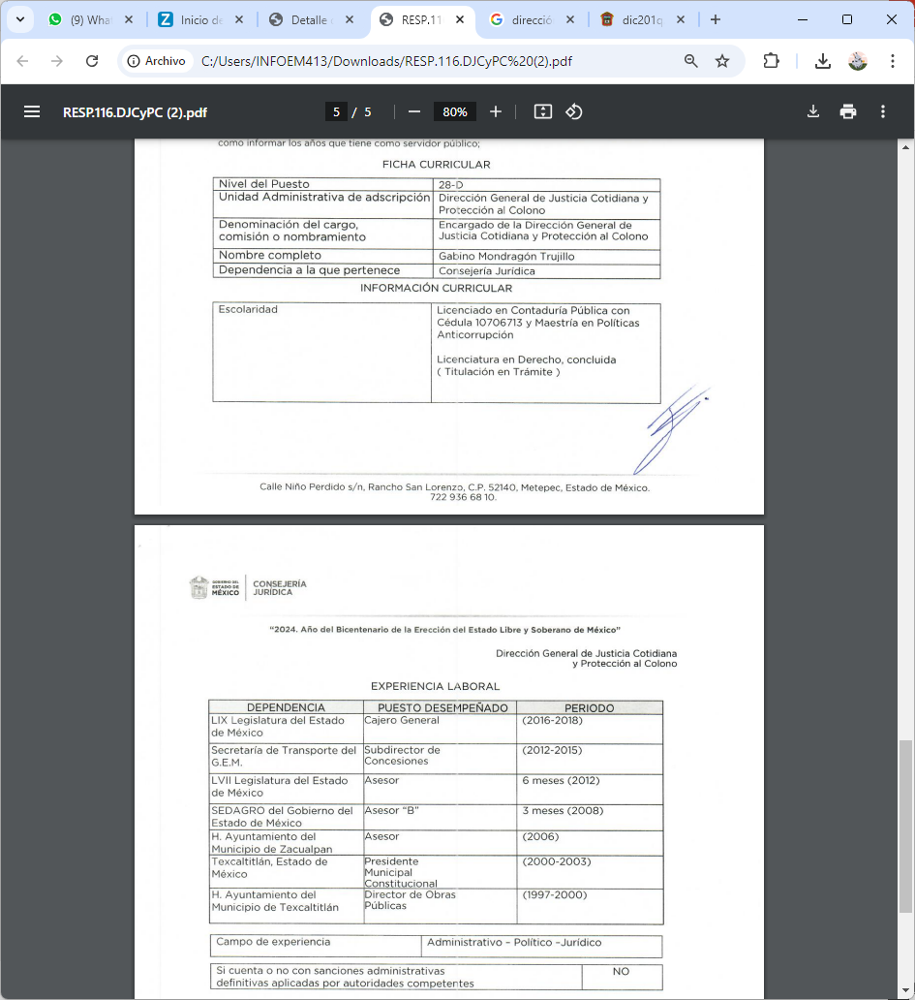 (9) What
Inicio de
Detalle
RESP.11
direcció
dic201q
Archivo
C:/Users/INFOEM413/Downloads/RESP.116.DJCyPC%20(2).pdf
RESP.116.DJCyPC (2).pdf
5 / 5
80%
como informar los años que tiene como servidor público;
FICHA CURRICULAR
Nivel del Puesto 28-D
Unidad Administrativa de adscripción Dirección General de Justicia Cotidiana y
Protección al Colono
Denominación del cargo, Encargado de la Dirección General de
comisión o nombramiento Justicia Cotidiana y Protección al Colono
Nombre completo Gabino Mondragón Trujillo
Dependencia a la que pertenece Consejería Jurídica
INFORMACIÓN CURRICULAR
Escolaridad Licenciado en Contaduría Pública con
Cédula 10706713 y Maestría en Políticas
Anticorrupción
Licenciatura en Derecho, concluida
( Titulación en Trámite )
Calle Niño Perdido s/n, Rancho San Lorenzo, C.P. 52140, Metepec, Estado de México.
722 936 68 10.
GOBIERNO DEL
ESTADO DE
MÉXICO
CONSEJERÍA
JURÍDICA
“2024. Año del Bicentenario de la Erección del Estado Libre y Soberano de México”
Dirección General de Justicia Cotidiana
y Protección al Colono
EXPERIENCIA LABORAL
DEPENDENCIA PUESTO DESEMPEÑADO PERIODO
LIX Legislatura del Estado Cajero General (2016-2018)
de México
Secretaría de Transporte del Subdirector de (2012-2015)
G.E.M. Concesiones
LVII Legislatura del Estado Asesor 6 meses (2012)
de México
SEDAGRO del Gobierno del Asesor “B” 3 meses (2008)
Estado de México
H. Ayuntamiento del Asesor (2006)
Municipio de Zacualpan
Texcaltitlán, Estado de Presidente (2000-2003)
México Municipal
Constitucional
H. Ayuntamiento del Director de Obras (1997-2000)
Municipio de Texcaltitlán Públicas
Campo de experiencia Administrativo – Político –Jurídico
Si cuenta o no con sanciones administrativas NO
definitivas aplicadas por autoridades competentes